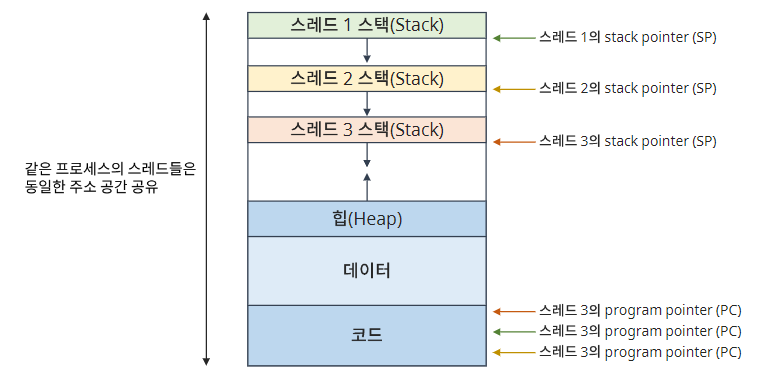 스레드 1 스택(Stack)
스레드 1의 stack pointer (SP)
스레드 2 스택(Stack)
스레드 2의 stack pointer (SP)
스레드 3 스택(Stack)
스레드 3의 stack pointer (SP)
같은 프로세스의 스레드들은
동일한 주소 공간 공유
힙(Heap)
데이터
코드
스레드 3의 program pointer (PC)
스레드 3의 program pointer (PC)
스레드 3의 program pointer (PC)